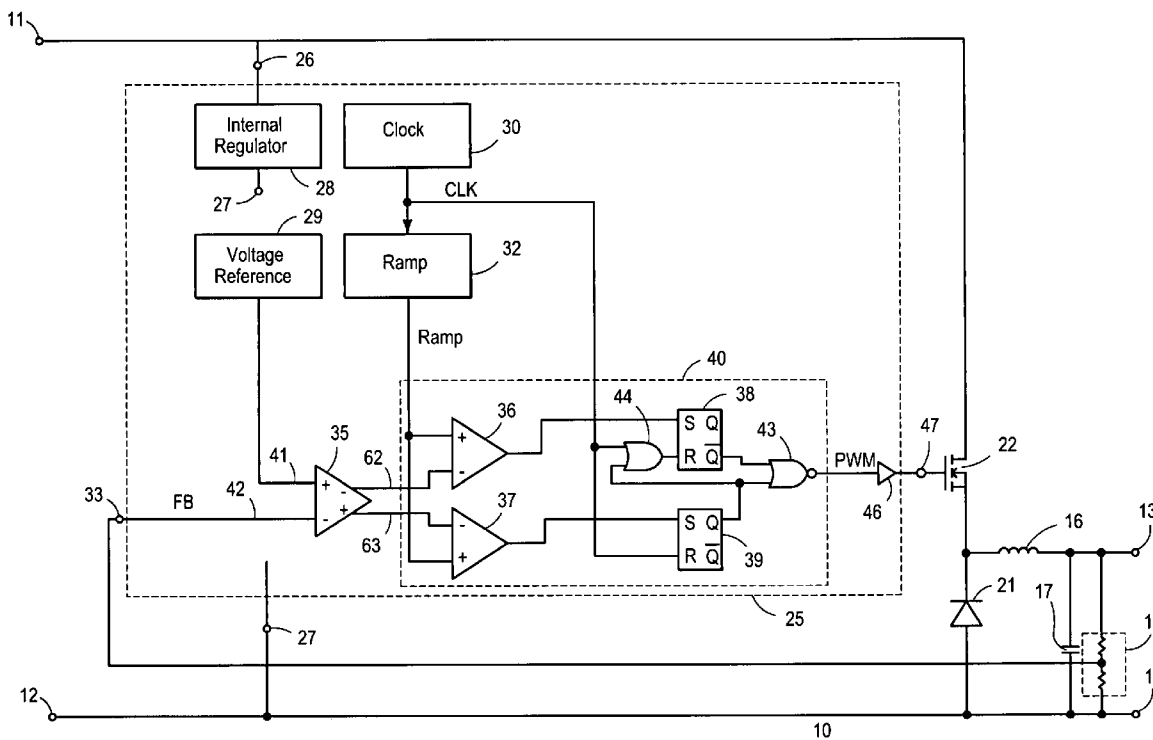 11
26
Internal
Regulator
Clock
30
28
27
CLK
29
Voltage
Reference
Ramp
32
Ramp
40
36
44
38
43
S Q
R Q
35
41
62
PWM
47
22
33
FB
42
46
16
13
63
37
S Q
R Q
39
21
25
17
27
12
10